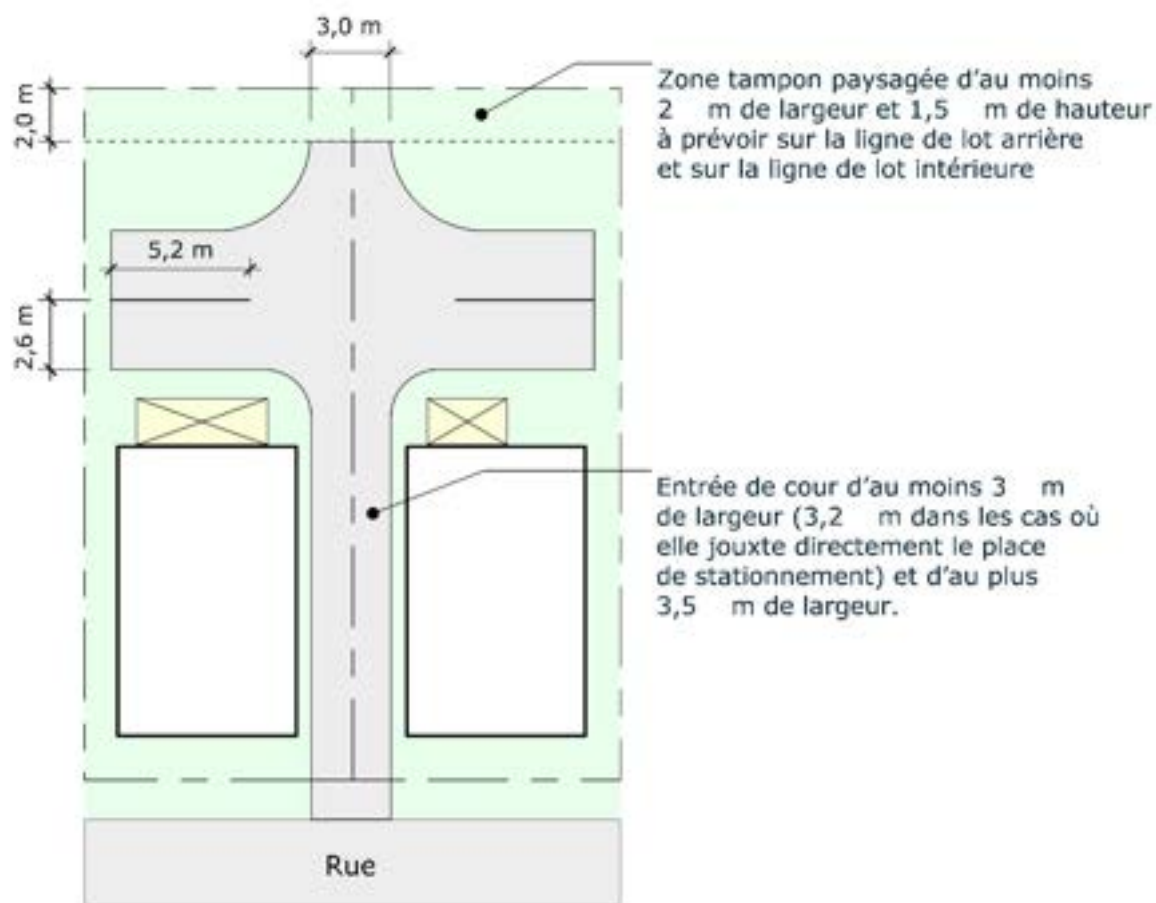 3,0 m
2,0 m
Zone tampon paysagée d'au moins
2 m de largeur et 1,5 m de hauteur
à prévoir sur la ligne de lot arrière
et sur la ligne de lot intérieure
5,2 m
2,6 m
Entrée de cour d'au moins 3 m
de largeur (3,2 m dans les cas où
elle jouxte directement le place
de stationnement) et d'au plus
3,5 m de largeur.
Rue